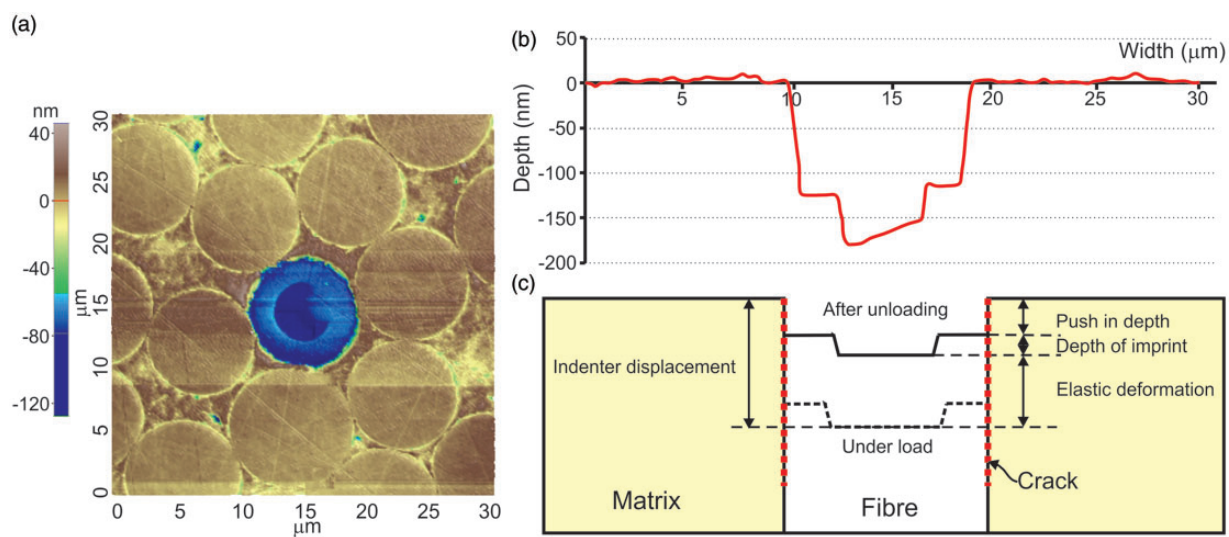 (a)
nm
40
0
-40
-80
-120
μm
30
25
20
15
10
5
0
0 5 10 15 20 25 30
μm
(b)
Depth (nm)
50
0
-50
-100
-150
-200
Width (μm)
5 10 15 20 25 30
(c)
After unloading
Indenter displacement
Push in depth
Depth of imprint
Elastic deformation
Under load
Crack
Matrix
Fibre